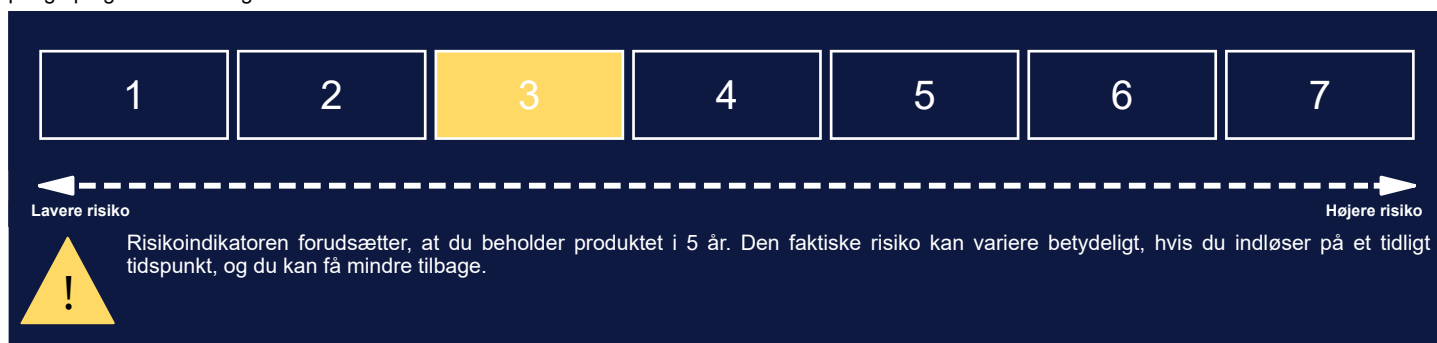 1 2 3 4 5 6 7
Lavere risiko Højere risiko
Risikoindikatoren forudsætter, at du beholder produktet i 5 år. Den faktiske risiko kan variere betydeligt, hvis du indløser på et tidligt
tidspunkt, og du kan få mindre tilbage.
!